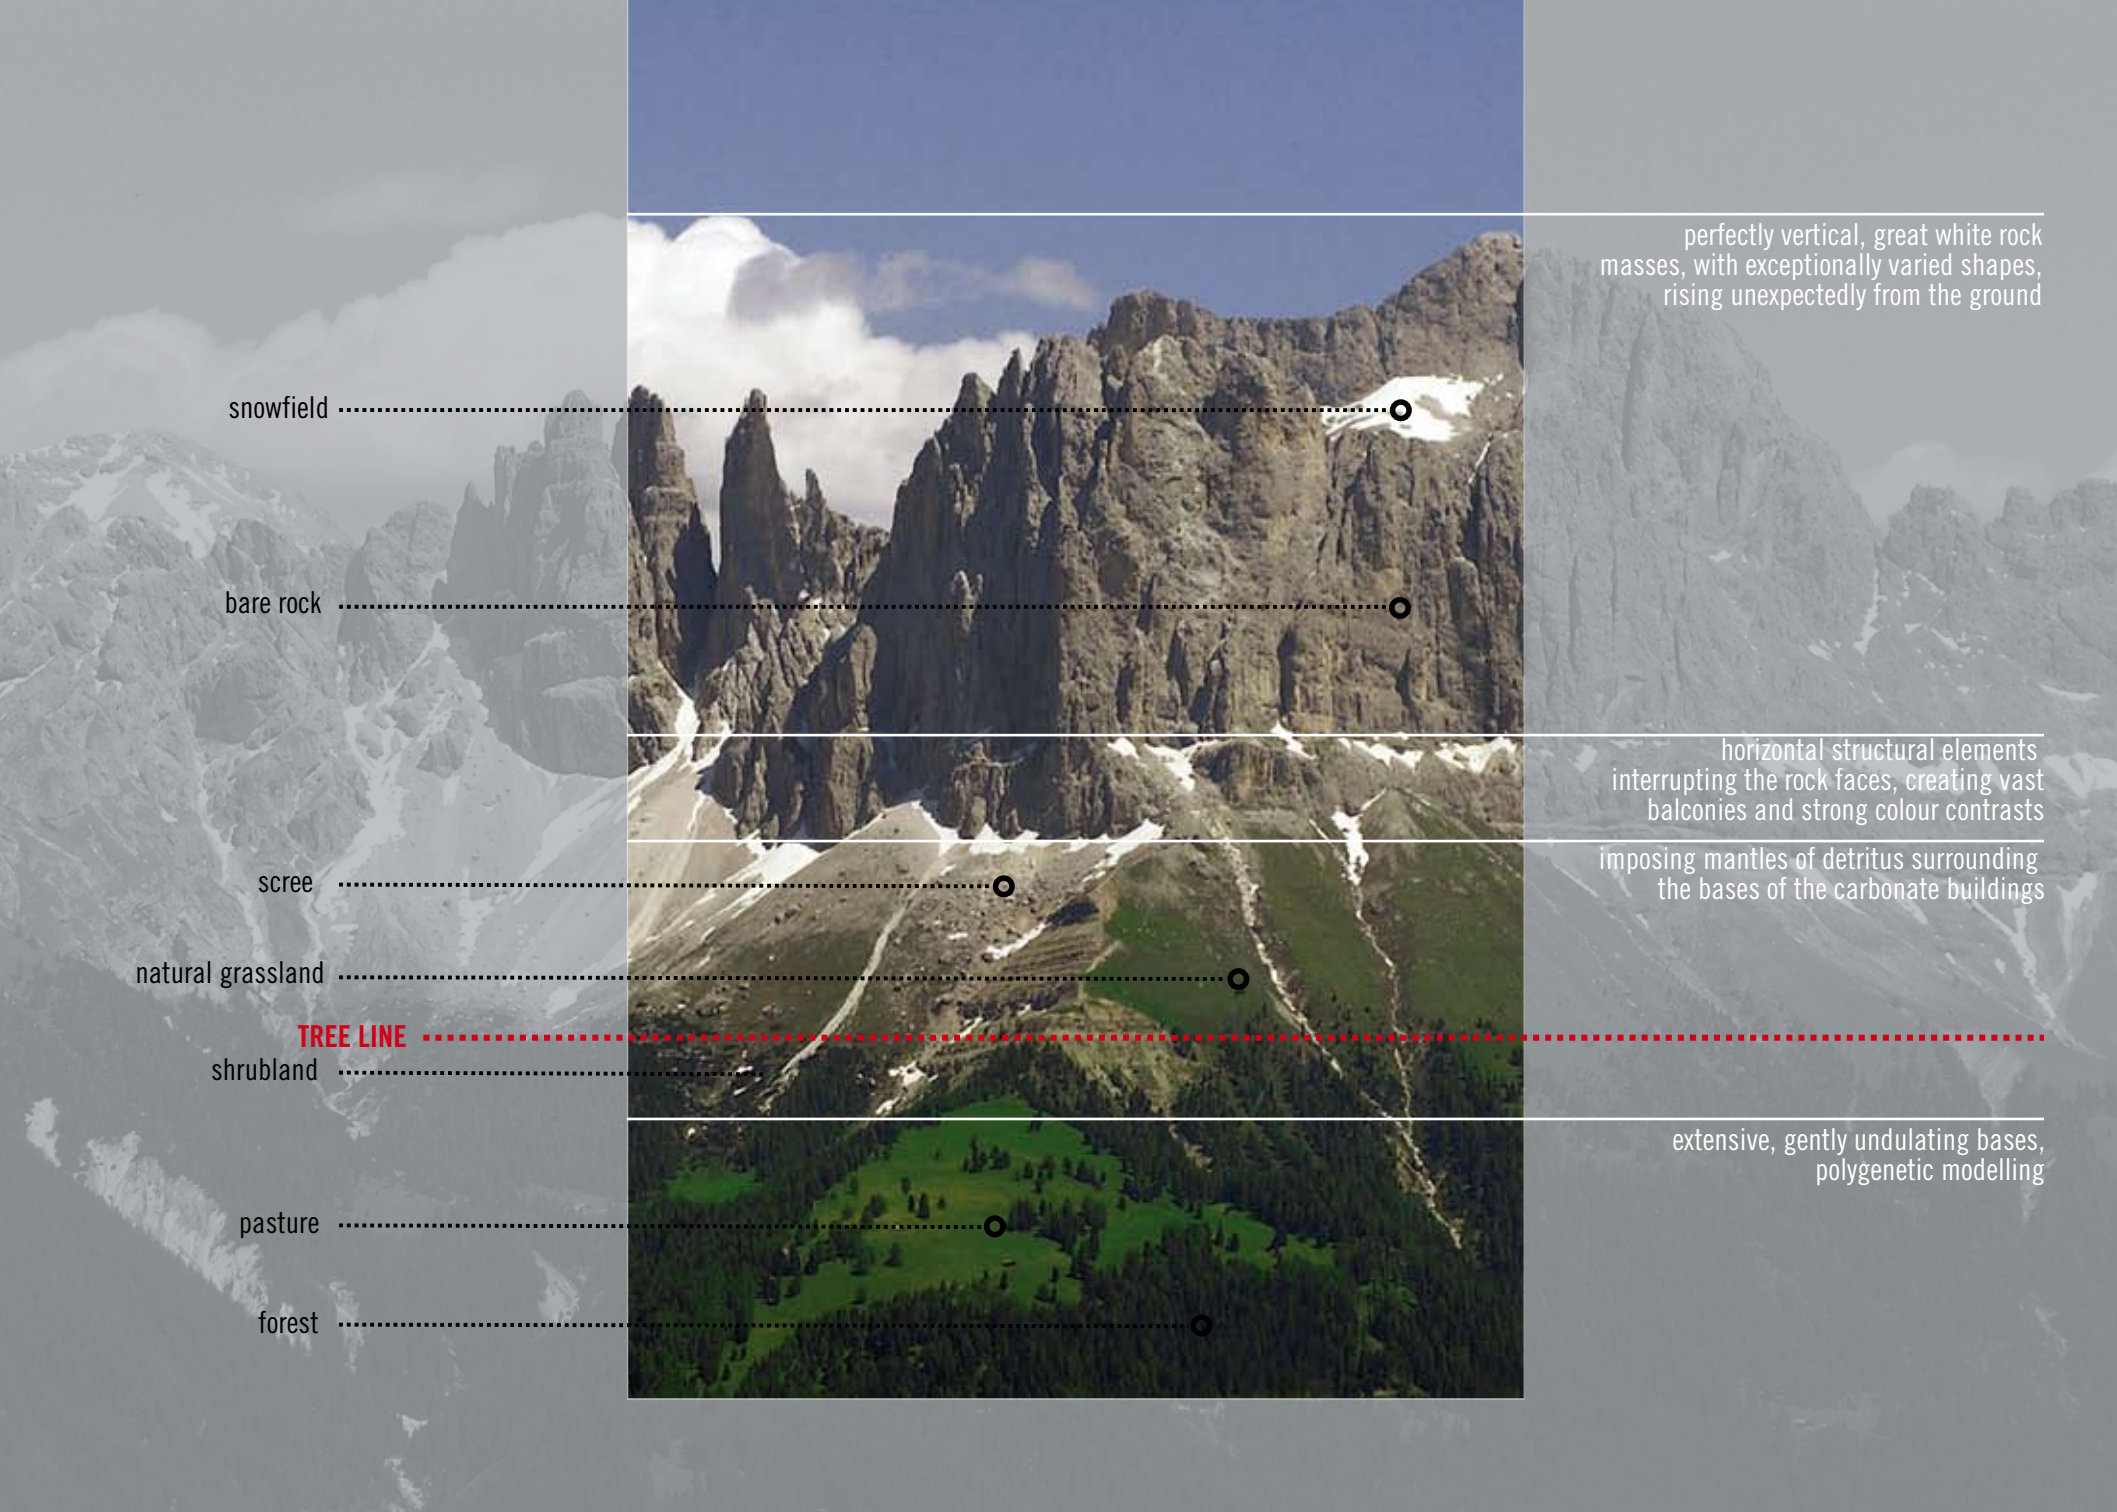 perfectly vertical, great white rock
masses, with exceptionally varied shapes,
rising unexpectedly from the ground
snowfield
bare rock
horizontal structural elements
interrupting the rock faces, creating vast
balconies and strong colour contrasts
imposing mantles of detritus surrounding
the bases of the carbonate buildings
scree
natural grassland
TREE LINE
shrubland
extensive, gently undulating bases,
polygenetic modelling
pasture
forest